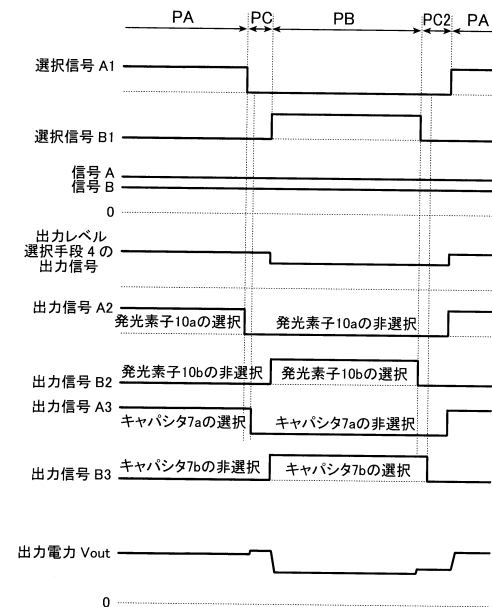 PA PC PB PC2 PA
選択信号 A1
選択信号 B1
信号 A
信号 B
0
出力レベル
選択手段 4 の
出力信号
出力信号 A2
発光素子10aの選択 発光素子10aの非選択
発光素子10bの非選択 発光素子10bの選択
出力信号 B2
出力信号 A3
キャパシタ7aの選択 キャパシタ7aの非選択
キャパシタ7bの非選択 キャパシタ7bの選択
出力信号 B3
出力電力 Vout
0